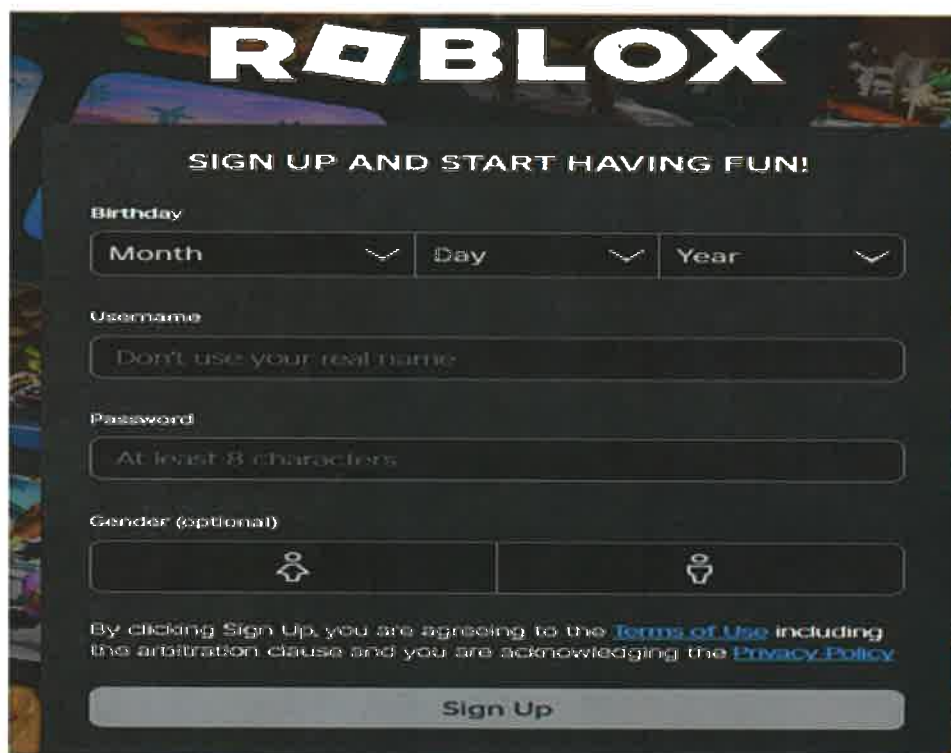 ROBLOX
SIGN UP AND START HAVING FUN!
Birthday
Month Day Year
Username
Don't use your real name
Password
At least 8 characters
Gender (optional)
By clicking Sign Up, you are agreeing to the Terms of Use including
the arbitration clause and you are acknowledging the Privacy Policy
Sign Up